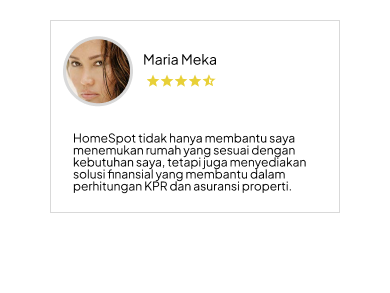 Maria Meka
HomeSpot tidak hanya membantu saya
menemukan rumah yang sesuai dengan
kebutuhan saya, tetapi juga menyediakan
solusi finansial yang membantu dalam
perhitungan KPR dan asuransi properti.